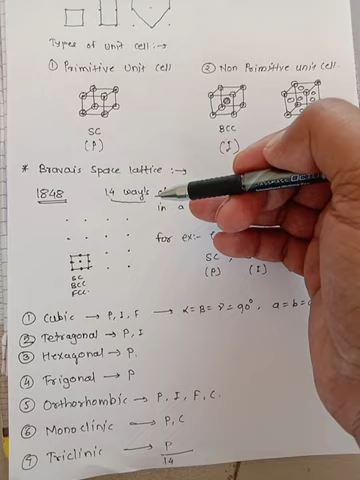 Types of unit cell :→
① Primitive unit cell
② Non Primitive unit cell
SC
(P)
BCC
(I)
* Bravais Space lattice :→
1848
14 way's
in a
for ex:-
SC
BCC
FCC
SC
(P)
(I)
① Cubic → P, I, F → α=B=γ=90°, a=b=c
② Tetragonal → P, I
③ Hexagonal → P.
④ Trigonal → P
⑤ Orthorhombic → P, I, F, C.
⑥ Monoclinic → P, C
⑦ Triclinic → P
14